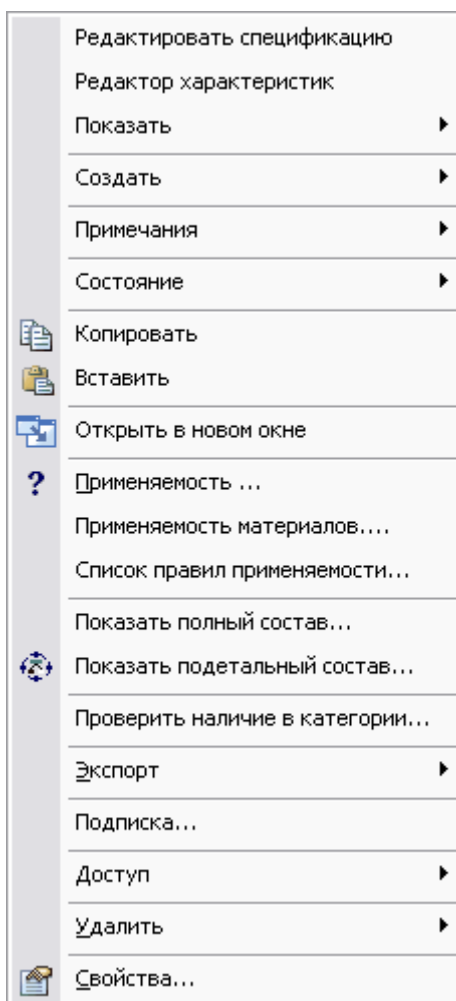 Редактировать спецификацию
Редактор характеристик
Показать
Создать
Примечания
Состояние
Копировать
Вставить
Открыть в новом окне
Применяемость ...
Применяемость материалов....
Список правил применяемости...
Показать полный состав...
Показать подетальный состав...
Проверить наличие в категории...
Экспорт
Подписка...
Доступ
Удалить
Свойства...